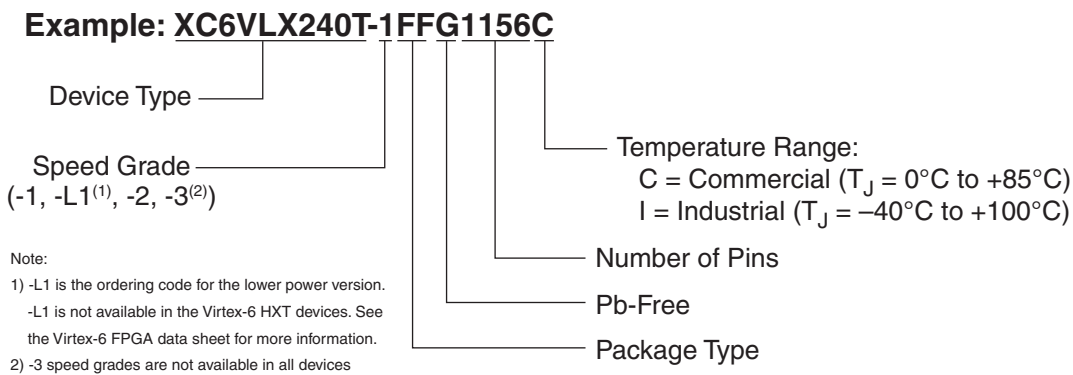 Example: XC6VLX240T-1FFG1156C
Device Type
Speed Grade
(-1, -L1(1), -2, -3(2))
Temperature Range:
C = Commercial (TJ = 0°C to +85°C)
I = Industrial (TJ = –40°C to +100°C)
Number of Pins
Pb-Free
Package Type
Note:
1) -L1 is the ordering code for the lower power version.
-L1 is not available in the Virtex-6 HXT devices. See
the Virtex-6 FPGA data sheet for more information.
2) -3 speed grades are not available in all devices